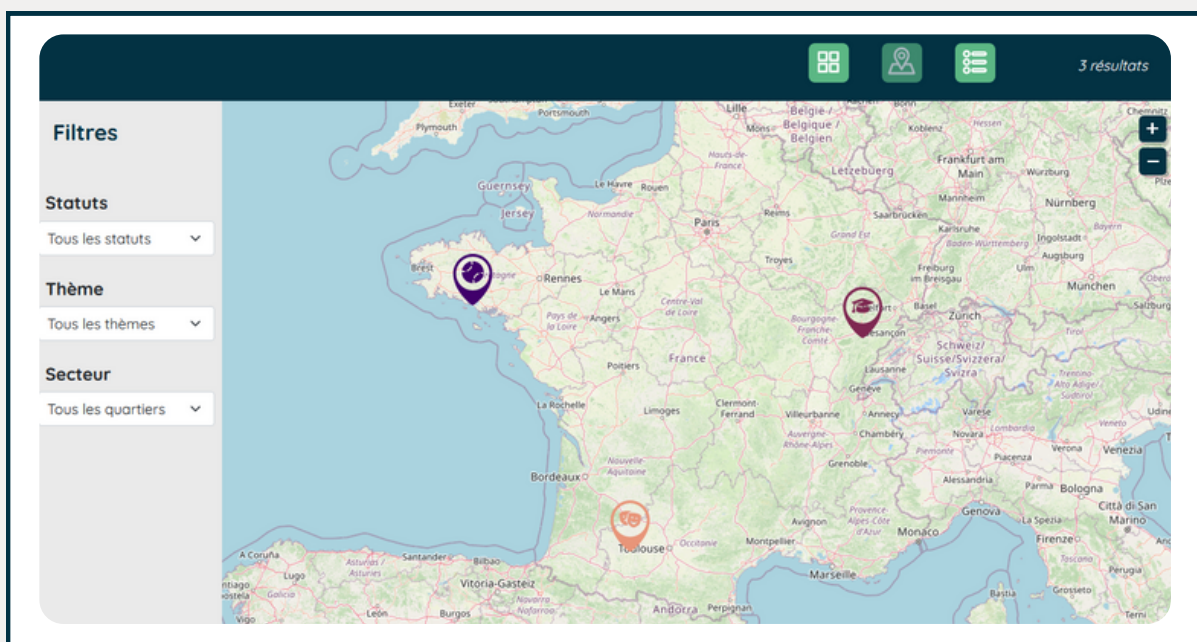 3 résultats
Filtres
Statuts
Tous les statuts
Thème
Tous les thèmes
Secteur
Tous les quartiers
+
−
Exeter
Portsmouth
Plymouth
Lille
België /
Belgique /
Belgien
Mons
Bonn
Koblenz
Hessen
Chemnitz
Hauts-de-
France
Lëtzebuerg
Frankfurt am
Main
Würzburg
Guernsey
Le Havre
Rouen
Mannheim
Nürnberg
Jersey
Normandie
Paris
Reims
Saarbrücken
Grand Est
Karlsruhe
Baden-Württemberg
Ingolstadt
Bayern
Augsburg
Brest
Rennes
Le Mans
Troyes
Freiburg
im Breisgau
Ulm
München
Centre-Val
de Loire
Basel
Zürich
Salzburg
Pays de
la Loire
Angers
Bourgogne-
Franche-
Comté
Schweiz/
Suisse/Svizzera/
Svizra
Tirol
Poitiers
France
Lausanne
Genève
Trentino-
Alto Adige/
Südtirol
La Rochelle
Limoges
Clermont-
Ferrand
Villeurbanne
Annecy
Varese
Lombardia
Veneto
Auvergne-
Rhône-Alpes
Chambéry
Novara
Verona
Venezia
Nouvelle-
Aquitaine
Grenoble
Piemonte
Piacenza
Bordeaux
Alessandria
Parma
Bologna
Genova
Città di San
Marino
Provence-
Alpes-Côte
d'Azur
Avignon
Monaco
La Spezia
Firenze
Toulouse
Occitanie
Montpellier
A Coruña
Asturias /
Asturies
Santander
Bilbao
Marseille
Toscana
Perugia
Lugo
Galicia
Vitoria-Gasteiz
Navarra
Nafarroa
León
Burgos
Andorra
Perpignan
Bastia
Grosseto
Vigo
Terni